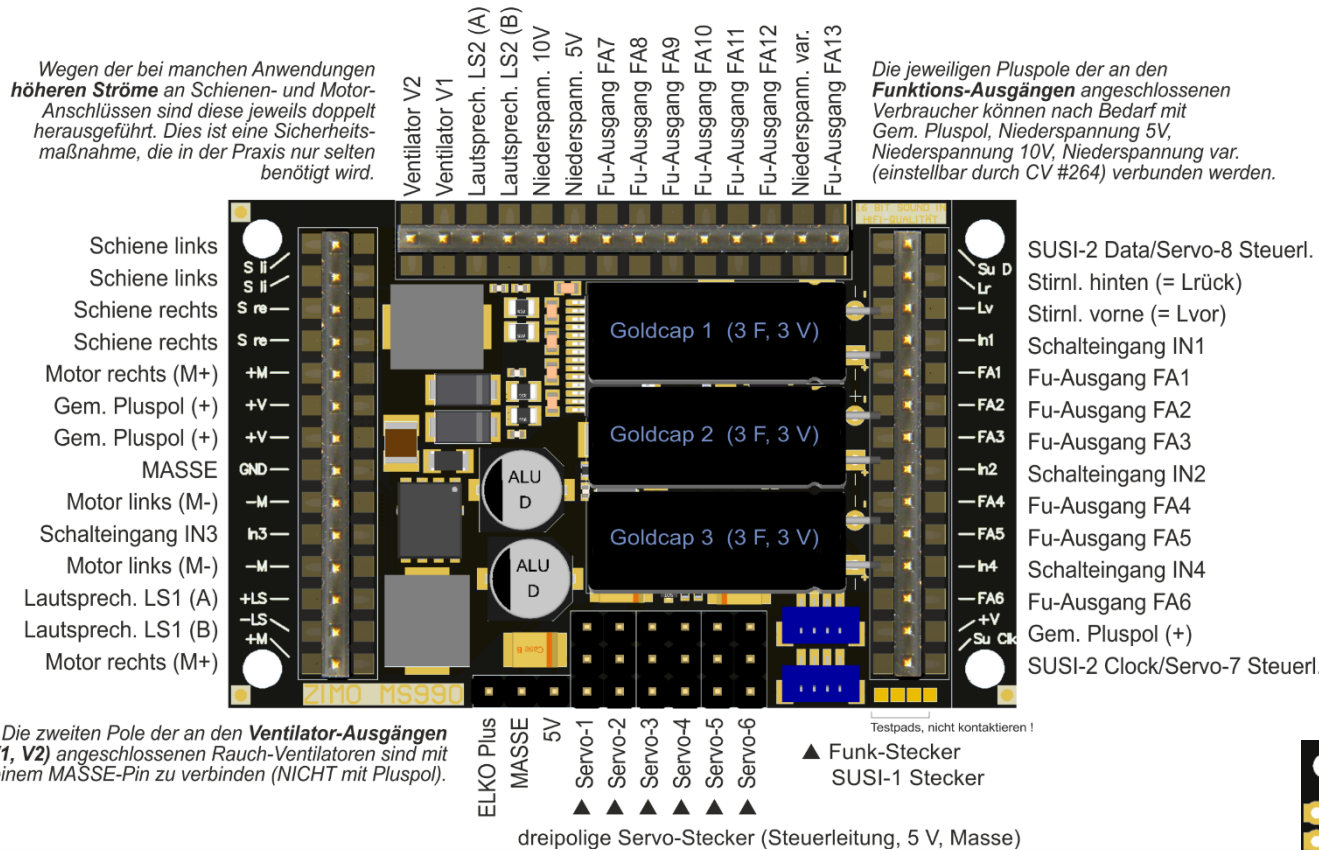 Wegen der bei manchen Anwendungen
höheren Ströme an Schienen- und Motor-
Anschlüssen sind diese jeweils doppelt
herausgeführt. Dies ist eine Sicherheits-
maßnahme, die in der Praxis nur selten
benötigt wird.
Ventilator V2
Ventilator V1
Lautsprech. LS2 (A)
Lautsprech. LS2 (B)
Niederspann. 10V
Niederspann. 5V
Fu-Ausgang FA7
Fu-Ausgang FA8
Fu-Ausgang FA9
Fu-Ausgang FA10
Fu-Ausgang FA11
Fu-Ausgang FA12
Niederspann. var.
Fu-Ausgang FA13
Die jeweiligen Pluspole der an den
Funktions-Ausgängen angeschlossenen
Verbraucher können nach Bedarf mit
Gem. Pluspol, Niederspannung 5V,
Niederspannung 10V, Niederspannung var.
(einstellbar durch CV #264) verbunden werden.
16 BIT SOUND IN
HIFI-QUALITÄT
Schiene links
Schiene links
Schiene rechts
Schiene rechts
Motor rechts (M+)
Gem. Pluspol (+)
Gem. Pluspol (+)
MASSE
Motor links (M-)
Schalteingang IN3
Motor links (M-)
Lautsprech. LS1 (A)
Lautsprech. LS1 (B)
Motor rechts (M+)
S li
S li
S re
S re
+M
+V
+V
GND
-M
In3
-M
+LS
-LS
+M
Goldcap 1 (3 F, 3 V)
Goldcap 2 (3 F, 3 V)
Goldcap 3 (3 F, 3 V)
ALU
D
ALU
D
Case B
ZIMO MS990
Su D
Lr
Lv
In1
FA1
FA2
FA3
In2
FA4
FA5
In4
FA6
+V
Su Clk
SUSI-2 Data/Servo-8 Steuerl.
Stirnl. hinten (= Lrück)
Stirnl. vorne (= Lvor)
Schalteingang IN1
Fu-Ausgang FA1
Fu-Ausgang FA2
Fu-Ausgang FA3
Schalteingang IN2
Fu-Ausgang FA4
Fu-Ausgang FA5
Schalteingang IN4
Fu-Ausgang FA6
Gem. Pluspol (+)
SUSI-2 Clock/Servo-7 Steuerl.
Testpads, nicht kontaktieren !
Die zweiten Pole der an den Ventilator-Ausgängen
1, V2) angeschlossenen Rauch-Ventilatoren sind mit
einem MASSE-Pin zu verbinden (NICHT mit Pluspol).
ELKO Plus
MASSE
5V
▲ Servo-1
▲ Servo-2
▲ Servo-3
▲ Servo-4
▲ Servo-5
▲ Servo-6
▲ Funk-Stecker
SUSI-1 Stecker
dreipolige Servo-Stecker (Steuerleitung, 5 V, Masse)